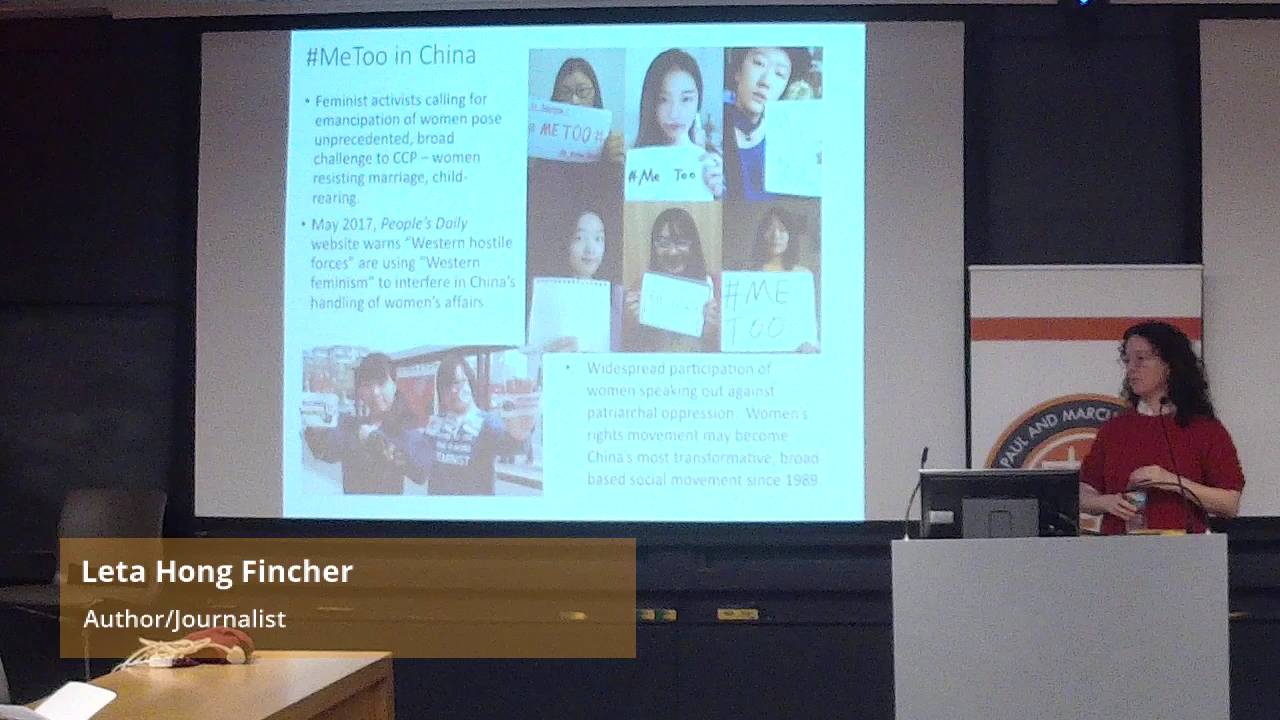 #MeToo in China
• Feminist activists calling for
emancipation of women pose
unprecedented, broad
challenge to CCP – women
resisting marriage, child-
rearing.
• May 2017, People's Daily
website warns "Western hostile
forces" are using "Western
feminism" to interfere in China's
handling of women's affairs.
# METOO #
#Me Too
#ME
TOO
• Widespread participation of
women speaking out against
patriarchal oppression. Women's
rights movement may become
China's most transformative, broad-
based social movement since 1989.
PAUL AND MARCI
Leta Hong Fincher
Author/Journalist